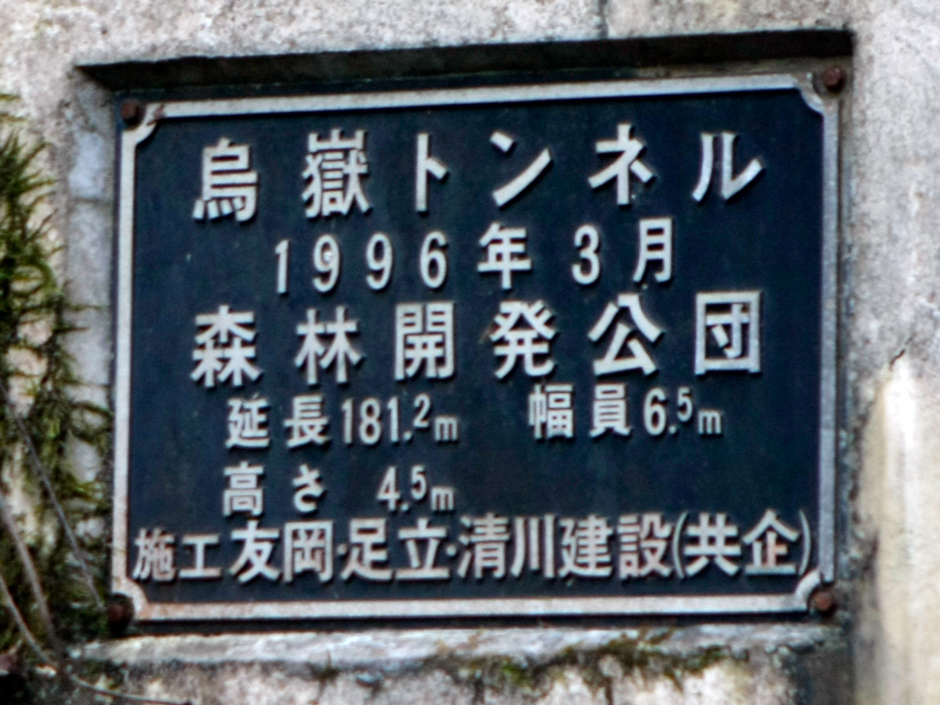 烏嶽トンネル
1996年3月
森林開発公団
延長181.2m 幅員6.5m
高さ 4.5m
施工友岡・足立・清川建設(共企)